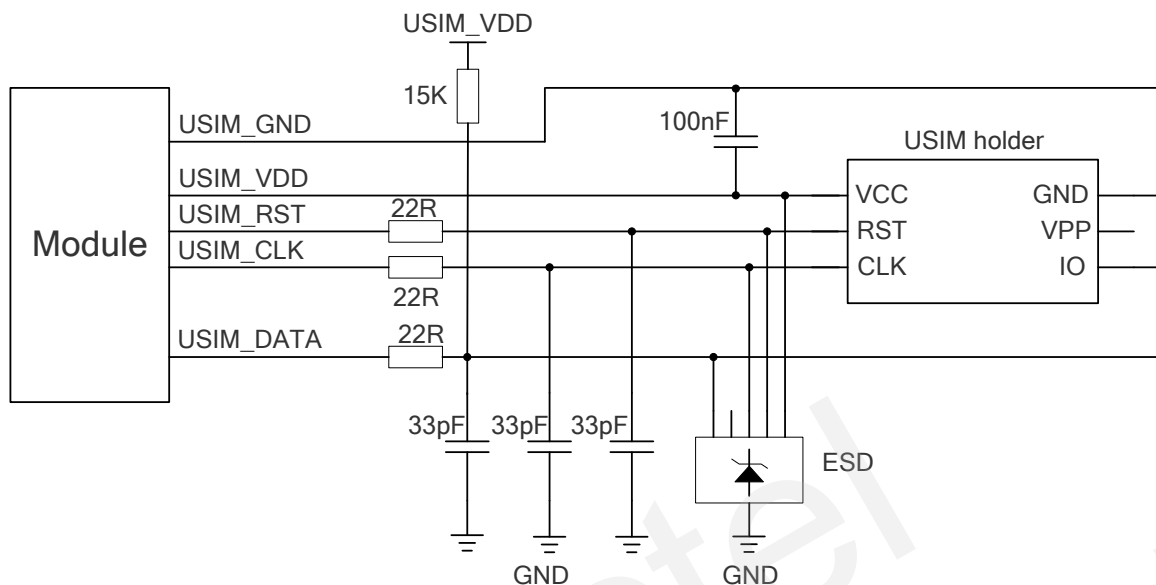 USIM_VDD
15K
USIM_GND
100nF
USIM holder
USIM_VDD
VCC
GND
USIM_RST
22R
RST
VPP
Module
USIM_CLK
CLK
IO
22R
USIM_DATA
22R
33pF
33pF
33pF
ESD
GND
GND